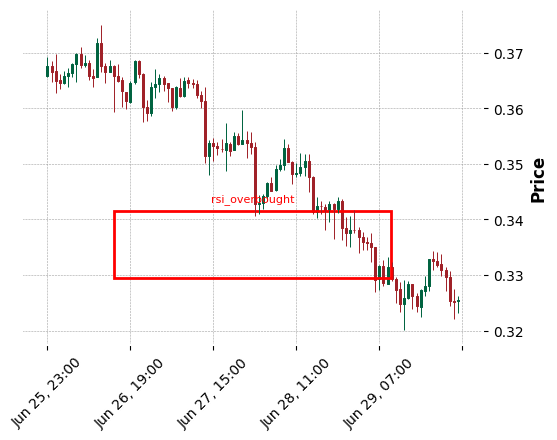 0.37
0.36
0.35
rsi_overbought
0.34
0.33
0.32
Price
Jun 25, 23:00
Jun 26, 19:00
Jun 27, 15:00
Jun 28, 11:00
Jun 29, 07:00